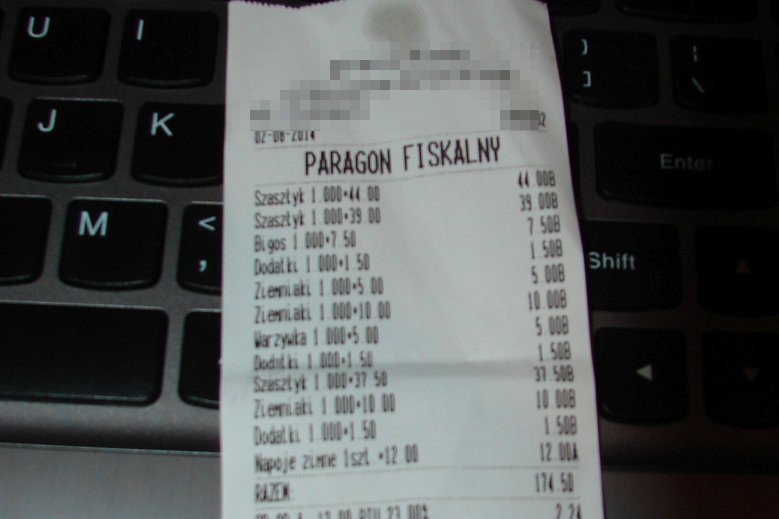 U I } ]
| \
J K
Enter
M < ,
Shift
02-08-2014
PARAGON FISKALNY
Szaszłyk 1.000*44.00 44.00B
Szaszłyk 1.000*39.00 39.00B
Bigos 1.000*7.50 7.50B
Dodatki 1.000*1.50 1.50B
Ziemniaki 1.000*5.00 5.00B
Ziemniaki 1.000*10.00 10.00B
Warzywka 1.000*5.00 5.00B
Dodatki 1.000*1.50 1.50B
Szaszłyk 1.000*37.50 37.50B
Ziemniaki 1.000*10.00 10.00B
Dodatki 1.000*1.50 1.50B
Napoje zimne 1szt.*12.00 12.00A
RAZEM: 174.50
12.00 PTU 23.00% 2.24